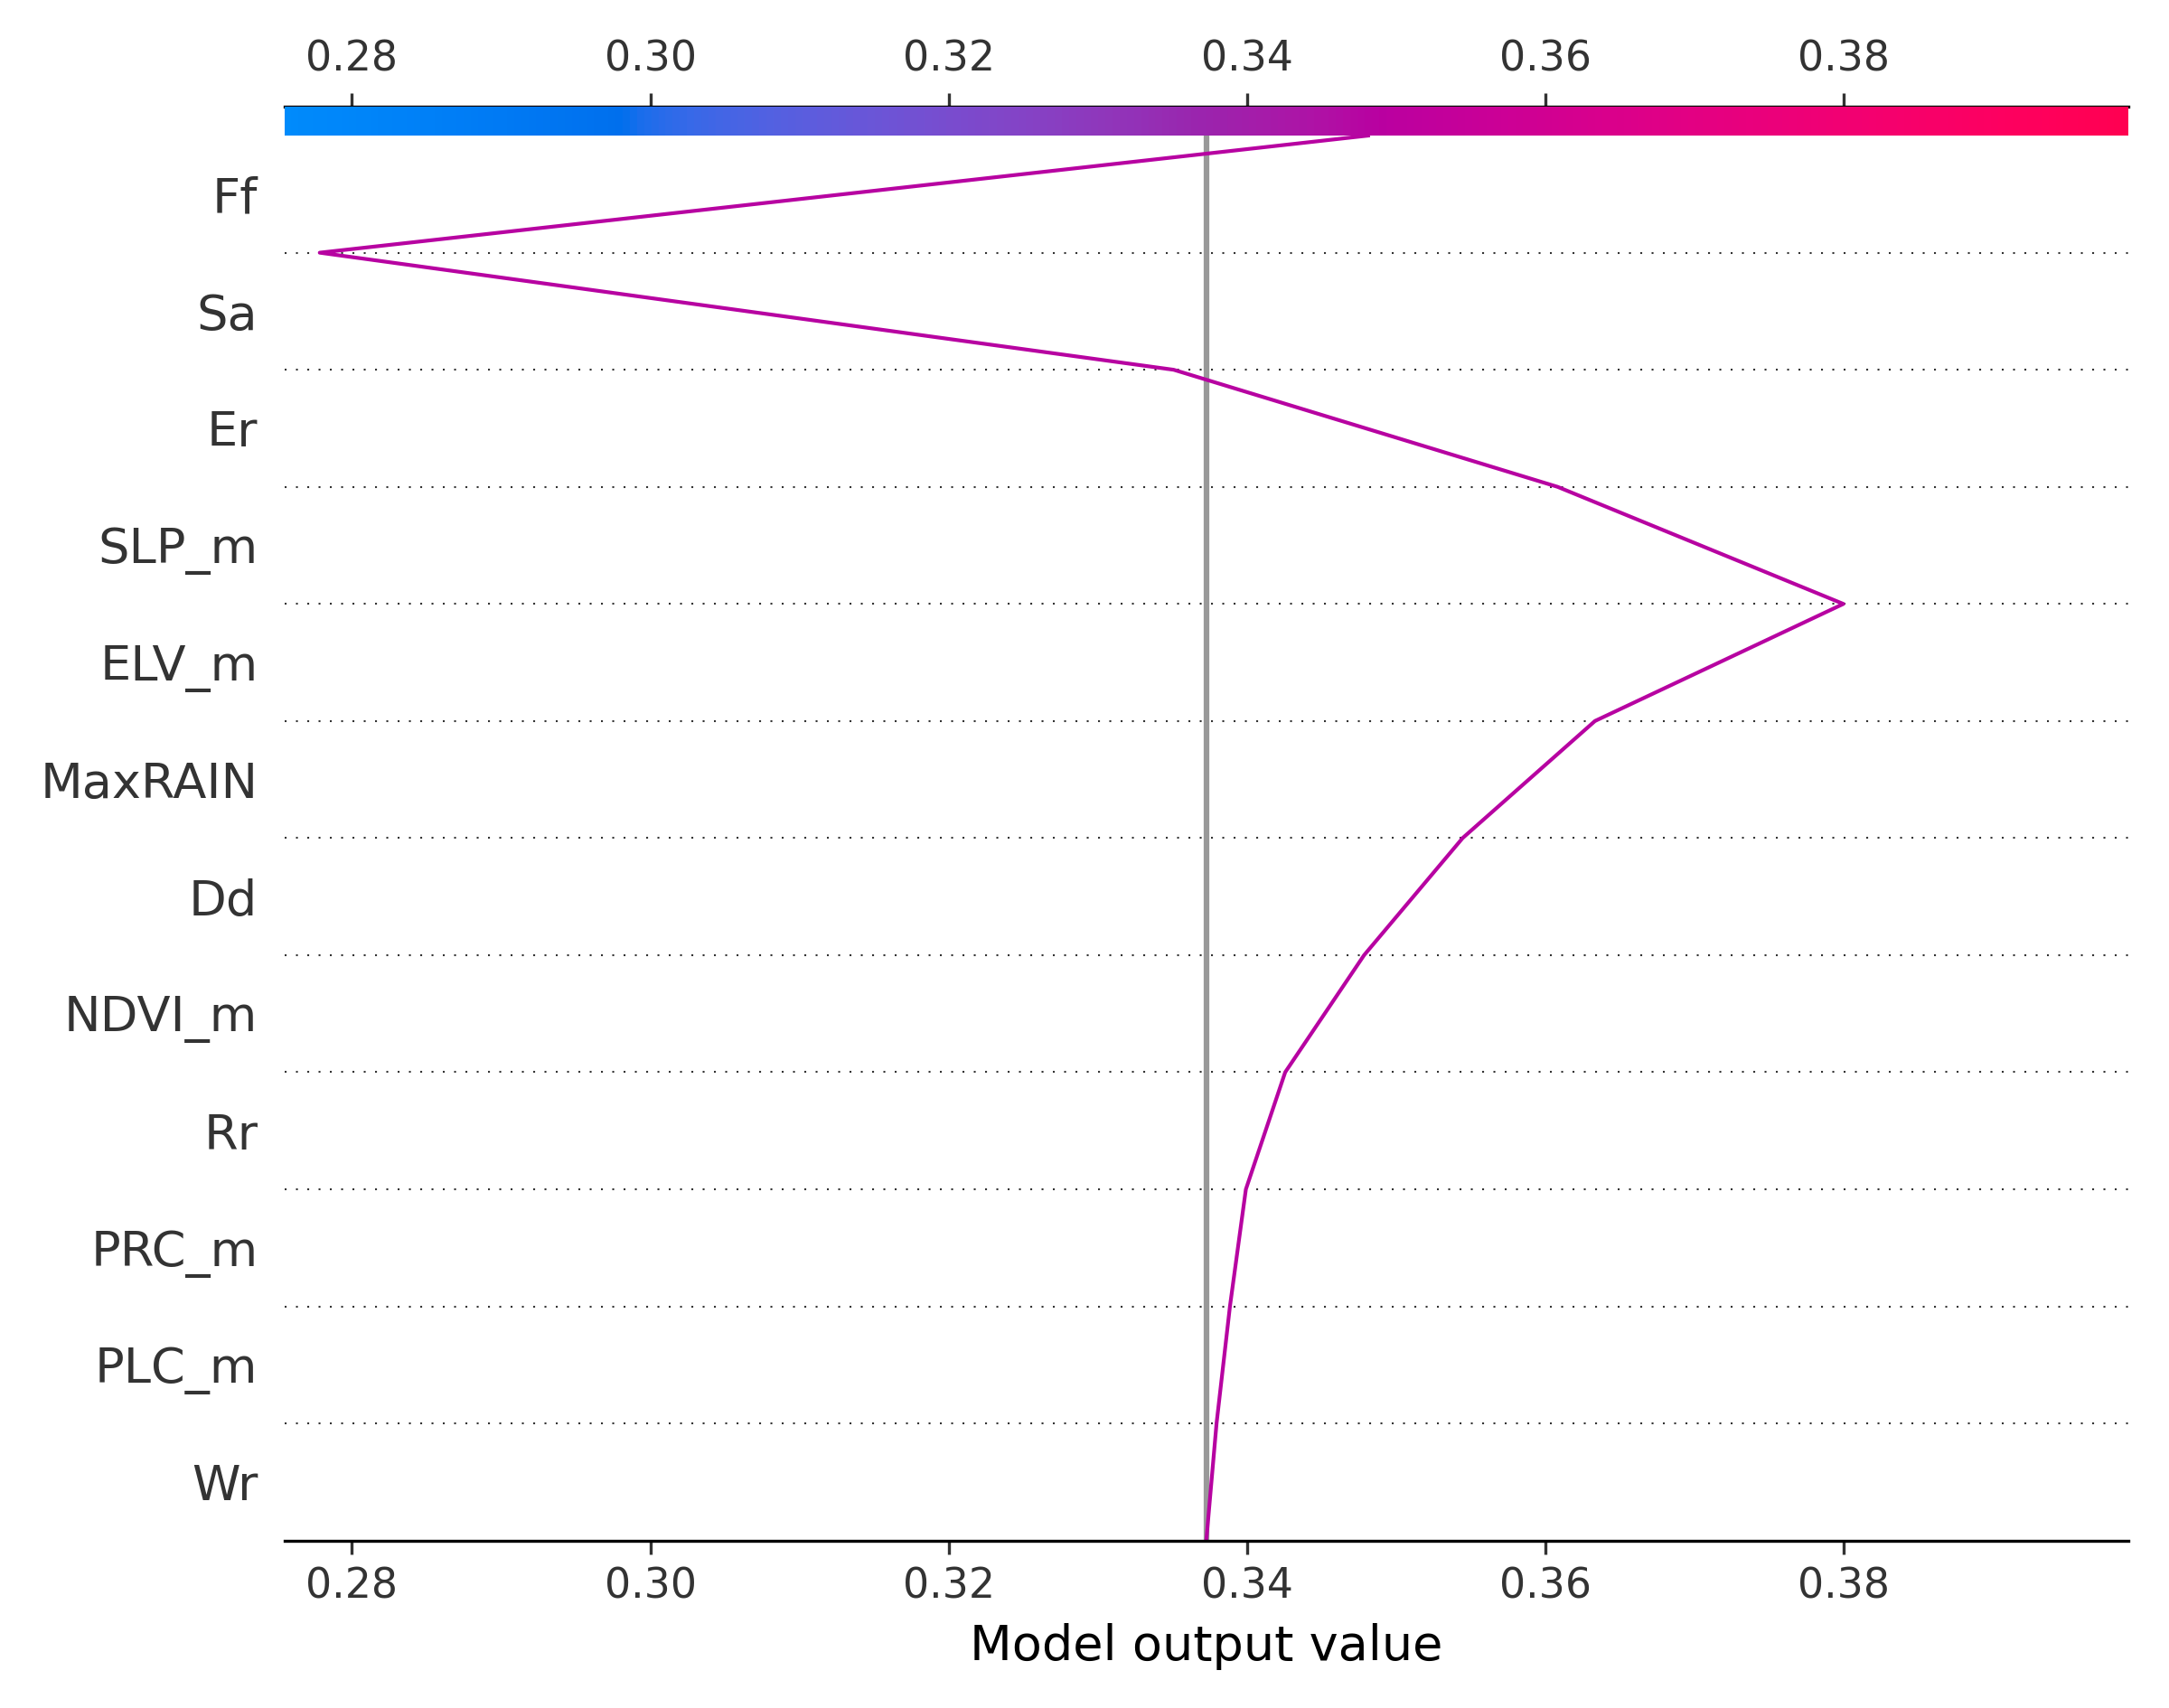 0.28 0.30 0.32 0.34 0.36 0.38
Ff
Sa
Er
SLP_m
ELV_m
MaxRAIN
Dd
NDVI_m
Rr
PRC_m
PLC_m
Wr
0.28 0.30 0.32 0.34 0.36 0.38
Model output value